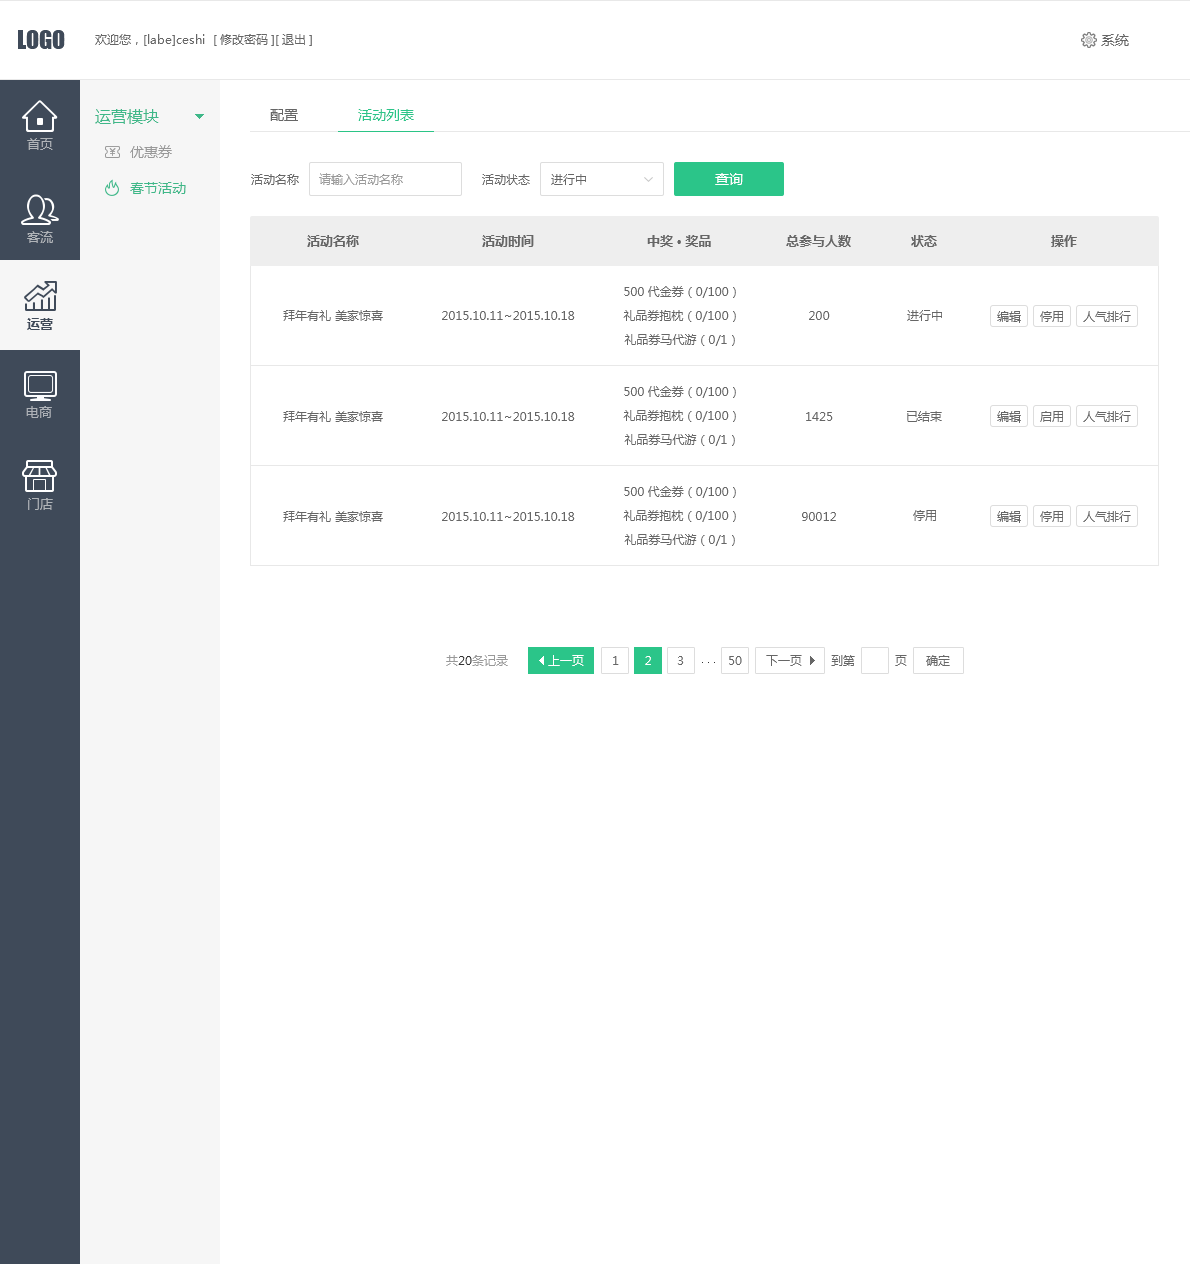 LOGO
欢迎您，[labe]ceshi [ 修改密码 ][ 退出 ]
系统
首页
客流
运营
电商
门店
运营模块
优惠券
春节活动
配置 活动列表
活动名称 请输入活动名称 活动状态 进行中 查询
活动名称 活动时间 中奖 • 奖品 总参与人数 状态 操作
500 代金券（0/100）
拜年有礼 美家惊喜 2015.10.11~2015.10.18 礼品券抱枕（0/100） 200 进行中 编辑 停用 人气排行
礼品券马代游（0/1）
500 代金券（0/100）
拜年有礼 美家惊喜 2015.10.11~2015.10.18 礼品券抱枕（0/100） 1425 已结束 编辑 启用 人气排行
礼品券马代游（0/1）
500 代金券（0/100）
拜年有礼 美家惊喜 2015.10.11~2015.10.18 礼品券抱枕（0/100） 90012 停用 编辑 停用 人气排行
礼品券马代游（0/1）
共20条记录 上一页 1 2 3 ... 50 下一页 到第 页 确定